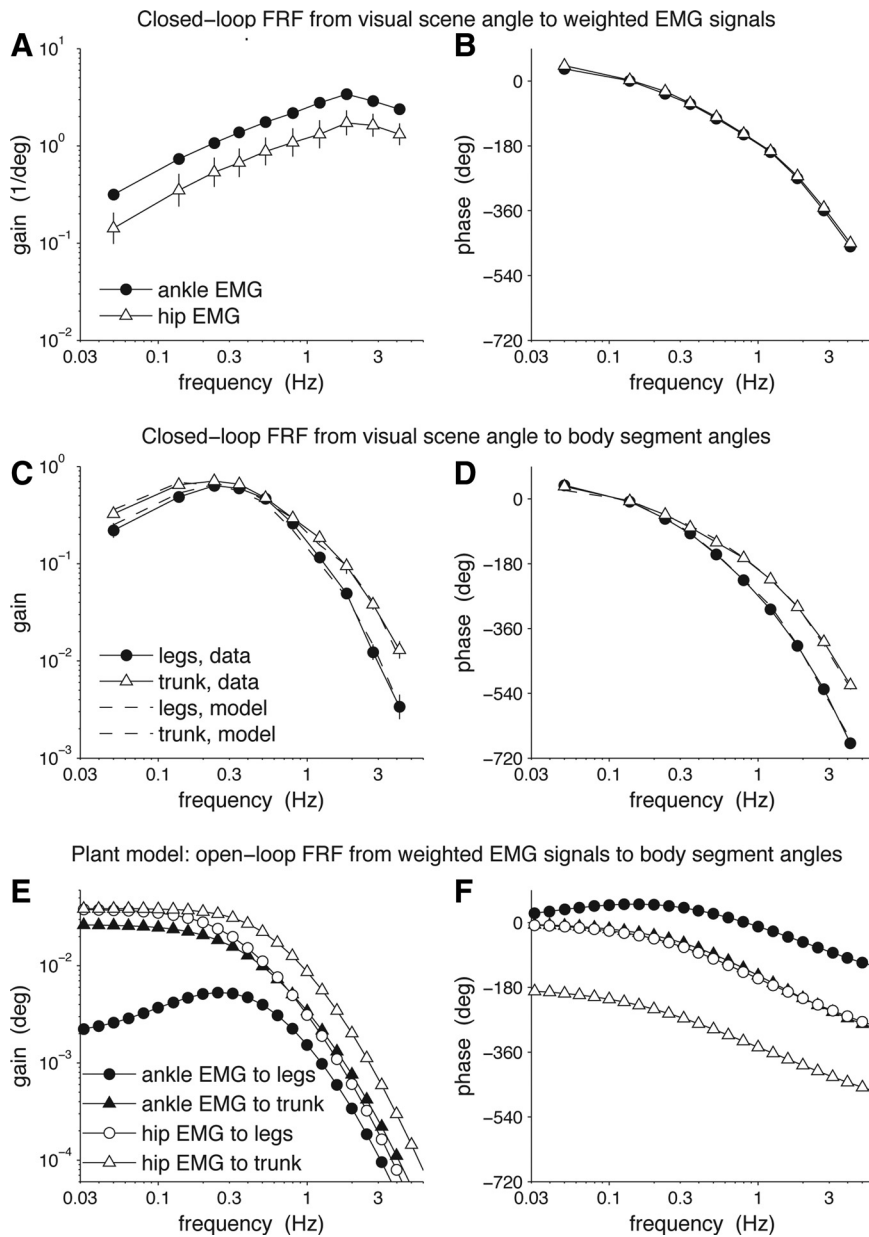 Closed−loop FRF from visual scene angle to weighted EMG signals
A
B
10^1
10^0
10^−1
10^−2
gain (1/deg)
ankle EMG
hip EMG
0.03 0.1 0.3 1 3
frequency (Hz)
0
−180
−360
−540
−720
phase (deg)
0.03 0.1 0.3 1 3
frequency (Hz)
Closed−loop FRF from visual scene angle to body segment angles
C
D
10^0
10^−1
10^−2
10^−3
gain
legs, data
trunk, data
legs, model
trunk, model
0.03 0.1 0.3 1 3
frequency (Hz)
0
−180
−360
−540
−720
phase (deg)
0.03 0.1 0.3 1 3
frequency (Hz)
Plant model: open−loop FRF from weighted EMG signals to body segment angles
E
F
10^−2
10^−3
10^−4
gain (deg)
ankle EMG to legs
ankle EMG to trunk
hip EMG to legs
hip EMG to trunk
0.03 0.1 0.3 1 3
frequency (Hz)
0
−180
−360
−540
−720
phase (deg)
0.03 0.1 0.3 1 3
frequency (Hz)